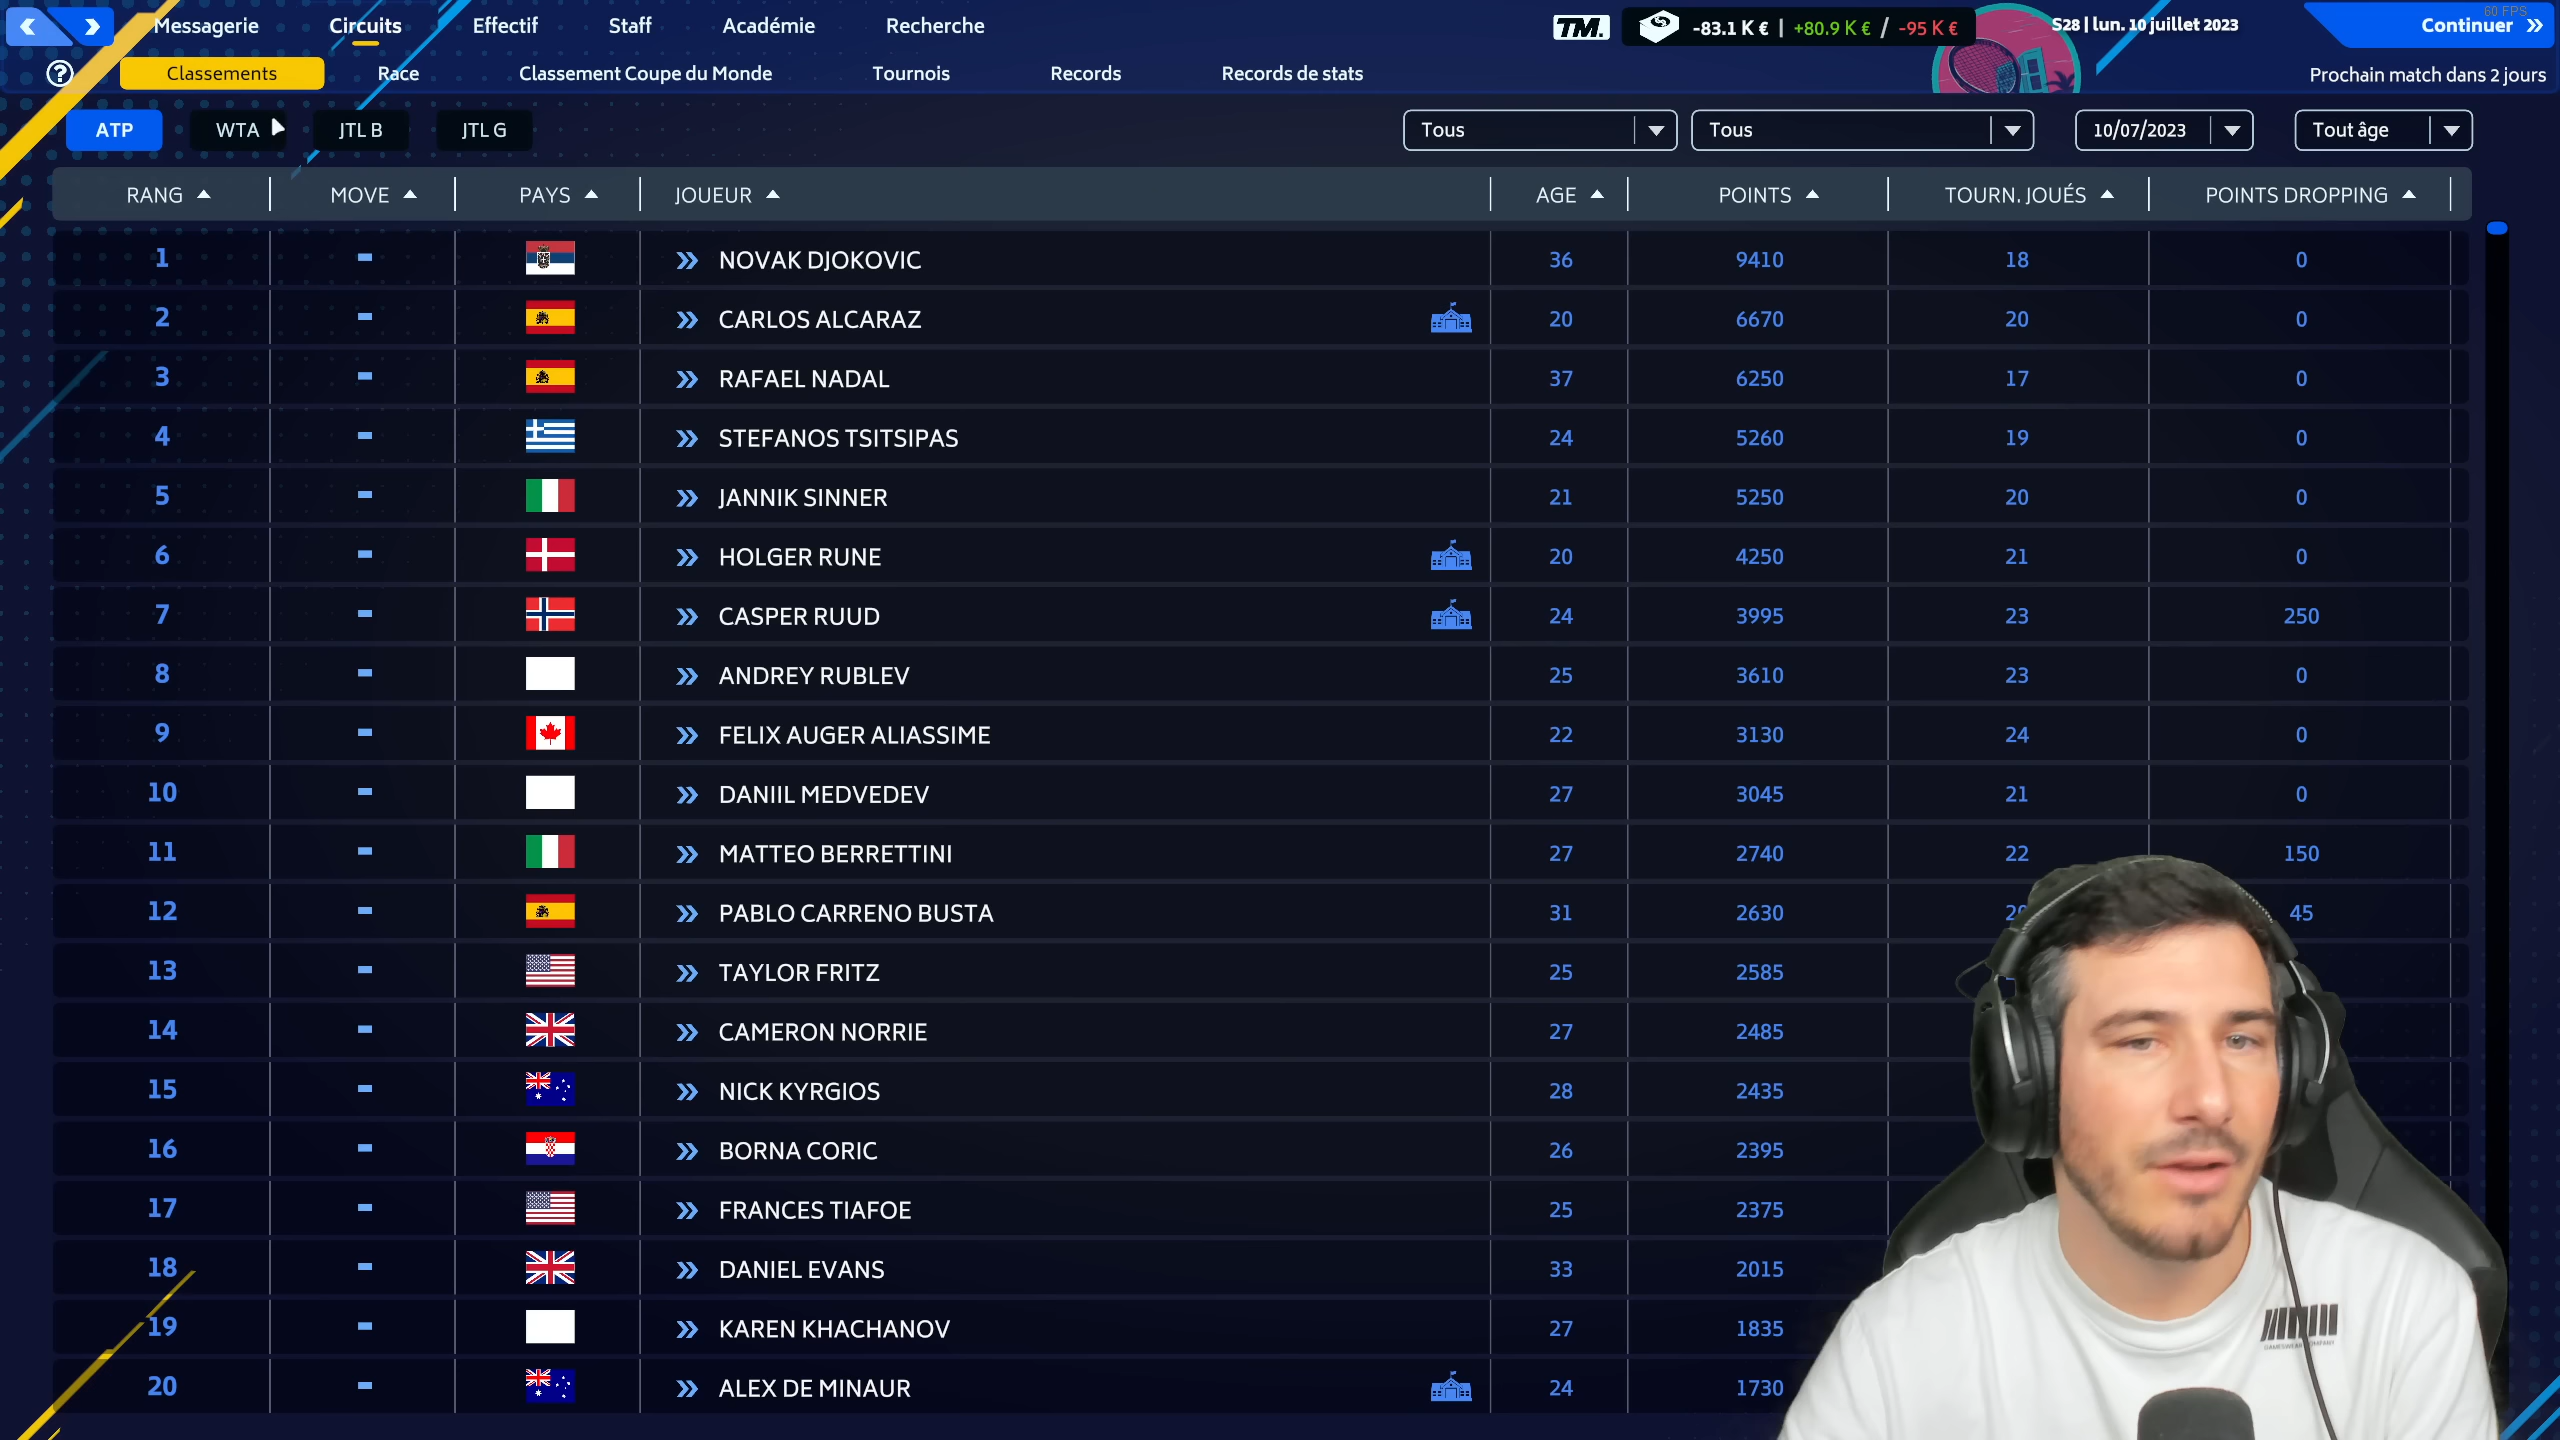 Messagerie Circuits Effectif Staff Académie Recherche TM. -83.1 K € | +80.9 K € / -95 K € S28 | lun. 10 juillet 2023 60 FPS Continuer
? Classements Race Classement Coupe du Monde Tournois Records Records de stats Prochain match dans 2 jours
ATP WTA JTL B JTL G Tous Tous 10/07/2023 Tout âge
RANG MOVE PAYS JOUEUR AGE POINTS TOURN. JOUÉS POINTS DROPPING
1 - NOVAK DJOKOVIC 36 9410 18 0
2 - CARLOS ALCARAZ 20 6670 20 0
3 - RAFAEL NADAL 37 6250 17 0
4 - STEFANOS TSITSIPAS 24 5260 19 0
5 - JANNIK SINNER 21 5250 20 0
6 - HOLGER RUNE 20 4250 21 0
7 - CASPER RUUD 24 3995 23 250
8 - ANDREY RUBLEV 25 3610 23 0
9 - FELIX AUGER ALIASSIME 22 3130 24 0
10 - DANIIL MEDVEDEV 27 3045 21 0
11 - MATTEO BERRETTINI 27 2740 22 150
12 - PABLO CARRENO BUSTA 31 2630 45
13 - TAYLOR FRITZ 25 2585
14 - CAMERON NORRIE 27 2485
15 - NICK KYRGIOS 28 2435
16 - BORNA CORIC 26 2395
17 - FRANCES TIAFOE 25 2375
18 - DANIEL EVANS 33 2015
19 - KAREN KHACHANOV 27 1835
20 - ALEX DE MINAUR 24 1730